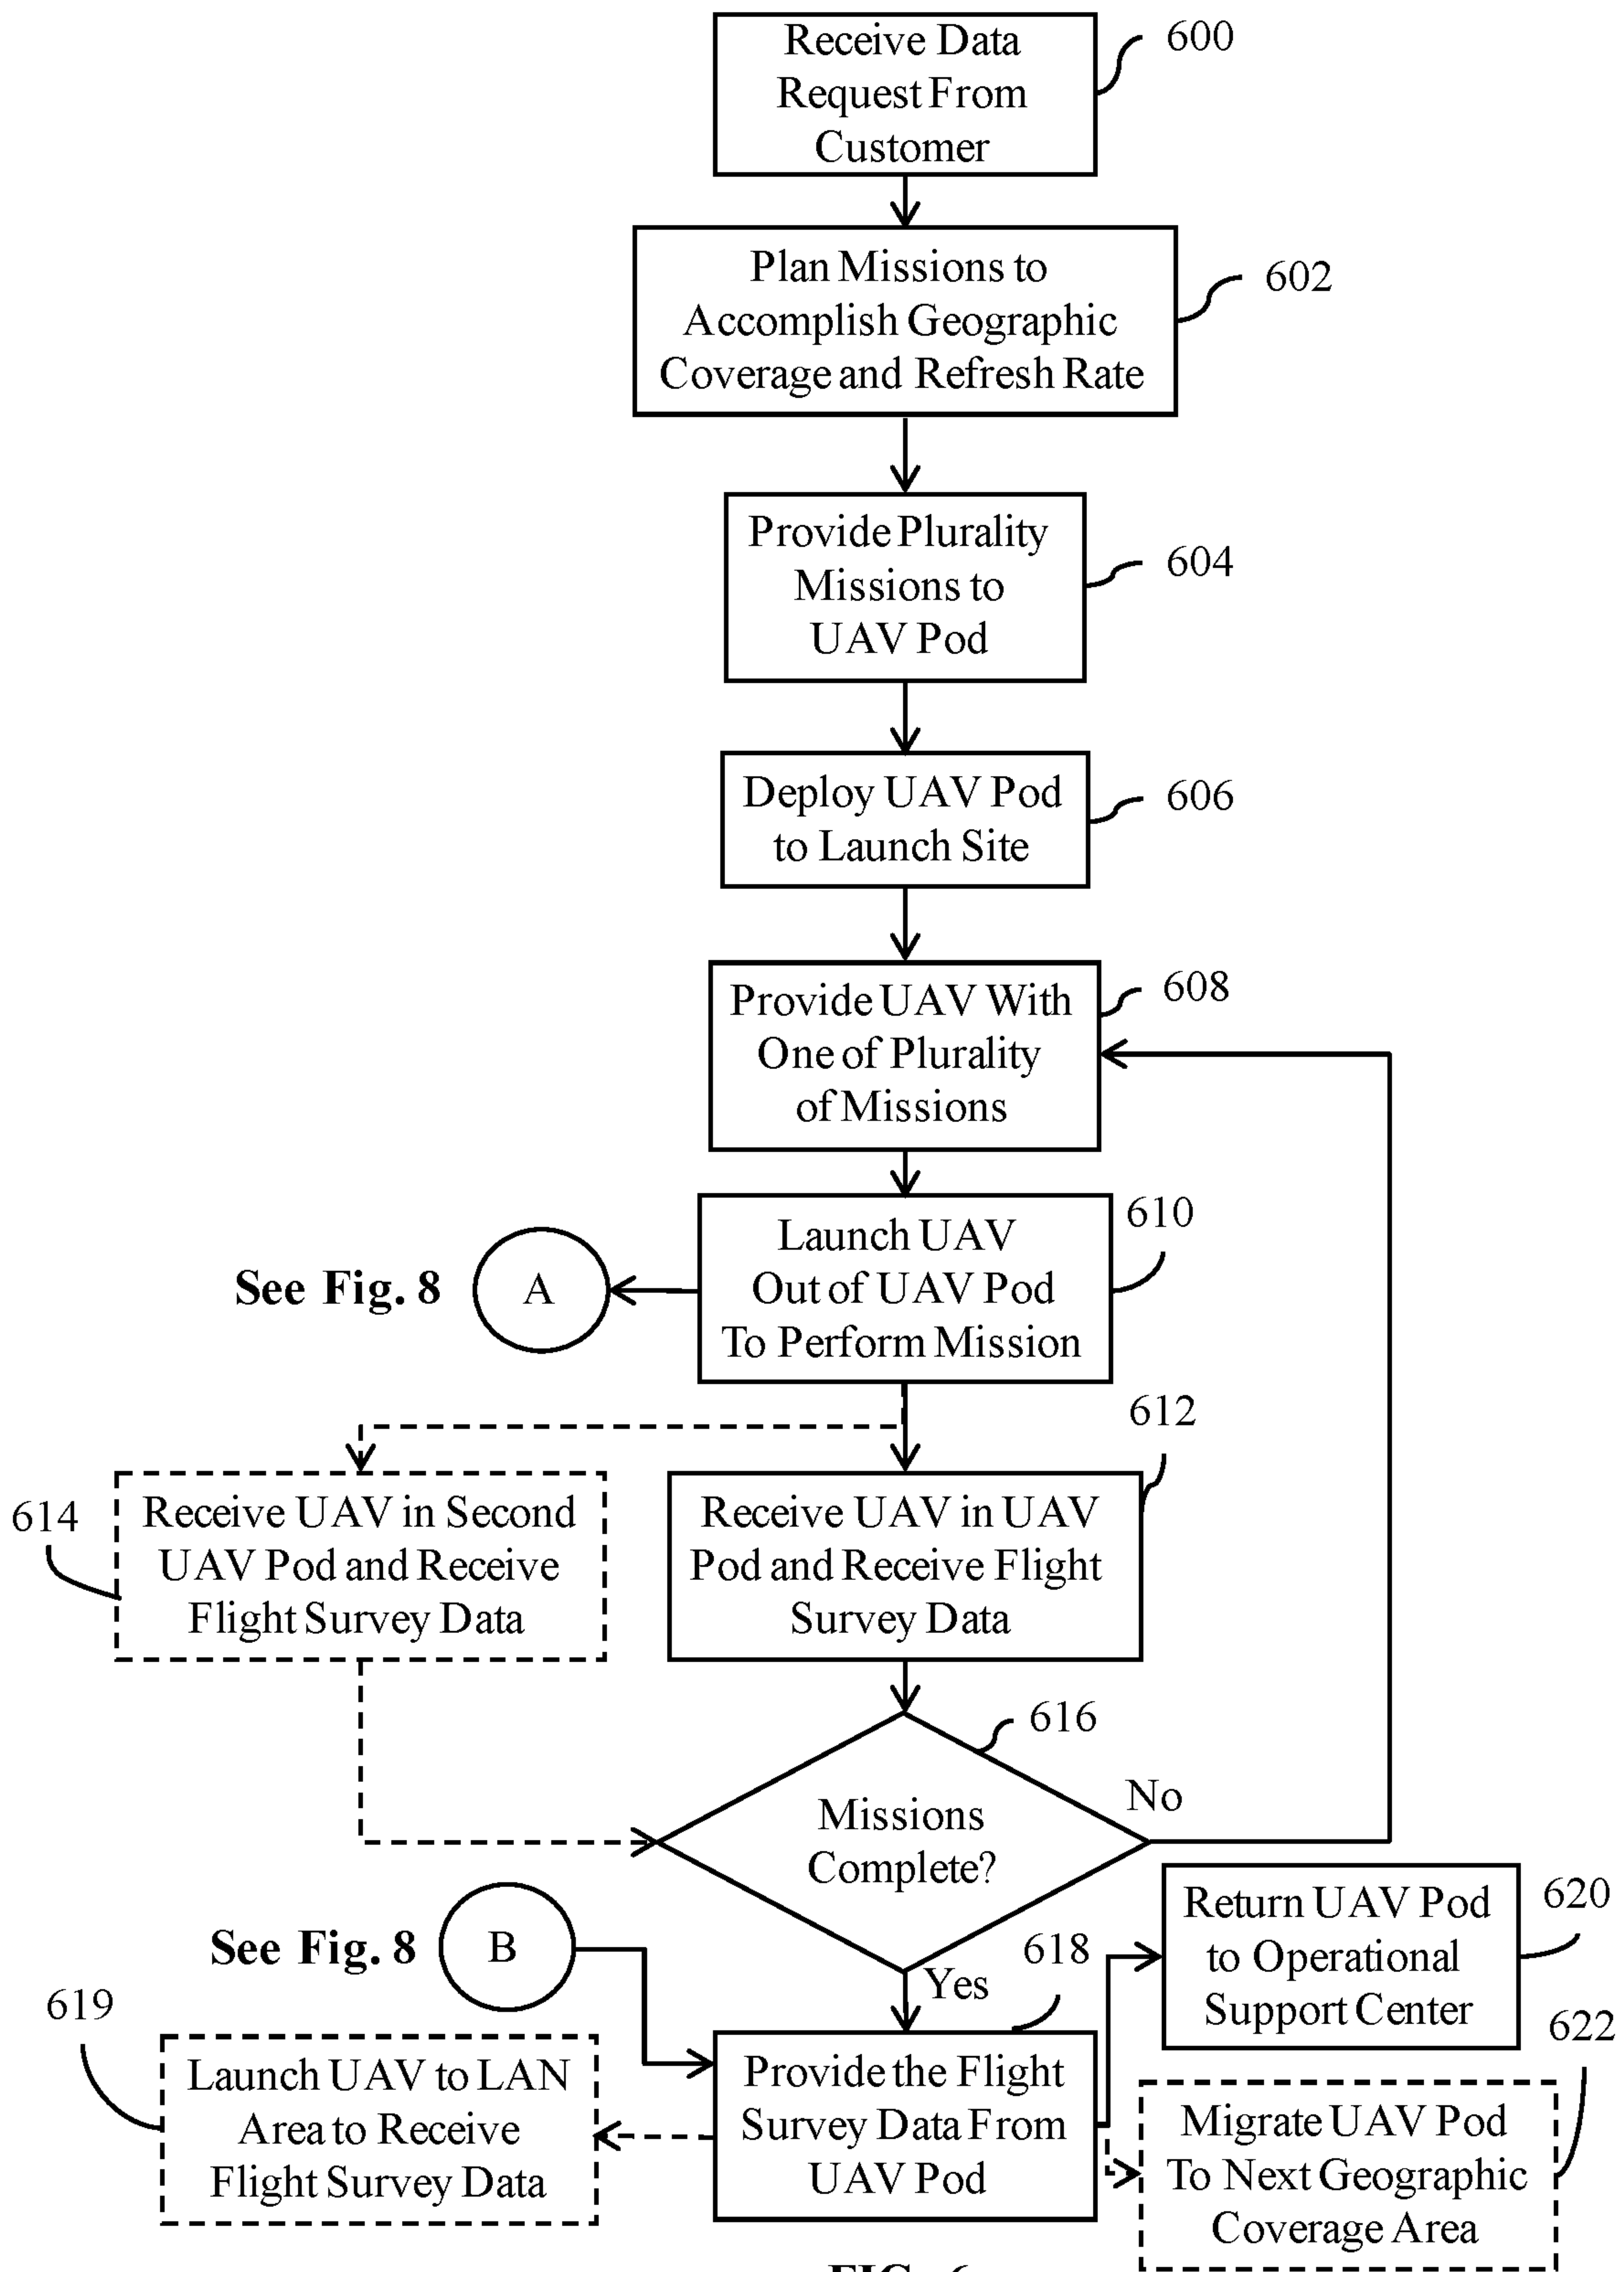 Receive Data
Request From
Customer
600
Plan Missions to
Accomplish Geographic
Coverage and Refresh Rate
602
Provide Plurality
Missions to
UAV Pod
604
Deploy UAV Pod
to Launch Site
606
Provide UAV With
One of Plurality
of Missions
608
Launch UAV
Out of UAV Pod
To Perform Mission
610
See Fig. 8
A
612
614
Receive UAV in Second
UAV Pod and Receive
Flight Survey Data
Receive UAV in UAV
Pod and Receive Flight
Survey Data
616
Missions
Complete?
No
Yes
See Fig. 8
B
618
Return UAV Pod
to Operational
Support Center
620
619
Launch UAV to LAN
Area to Receive
Flight Survey Data
Provide the Flight
Survey Data From
UAV Pod
622
Migrate UAV Pod
To Next Geographic
Coverage Area
FIG. 6